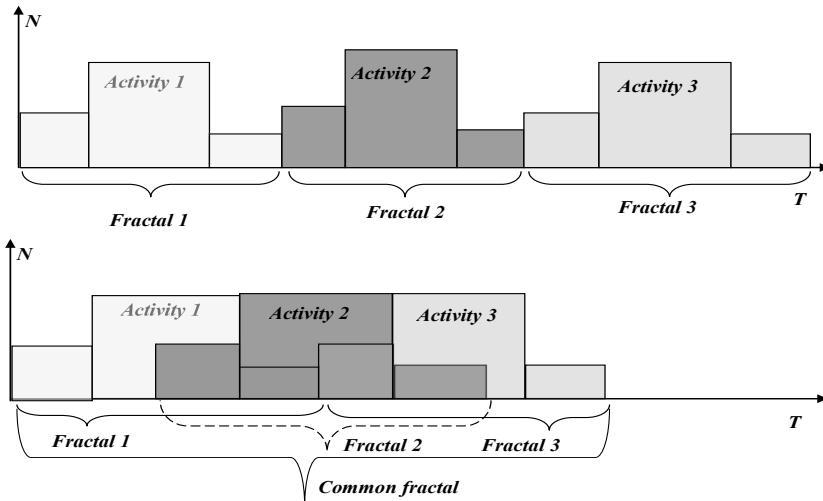 N
Activity 1
Activity 2
Activity 3
Fractal 1
Fractal 2
Fractal 3
T
N
Activity 1
Activity 2
Activity 3
Fractal 1
Fractal 2
Fractal 3
T
Common fractal